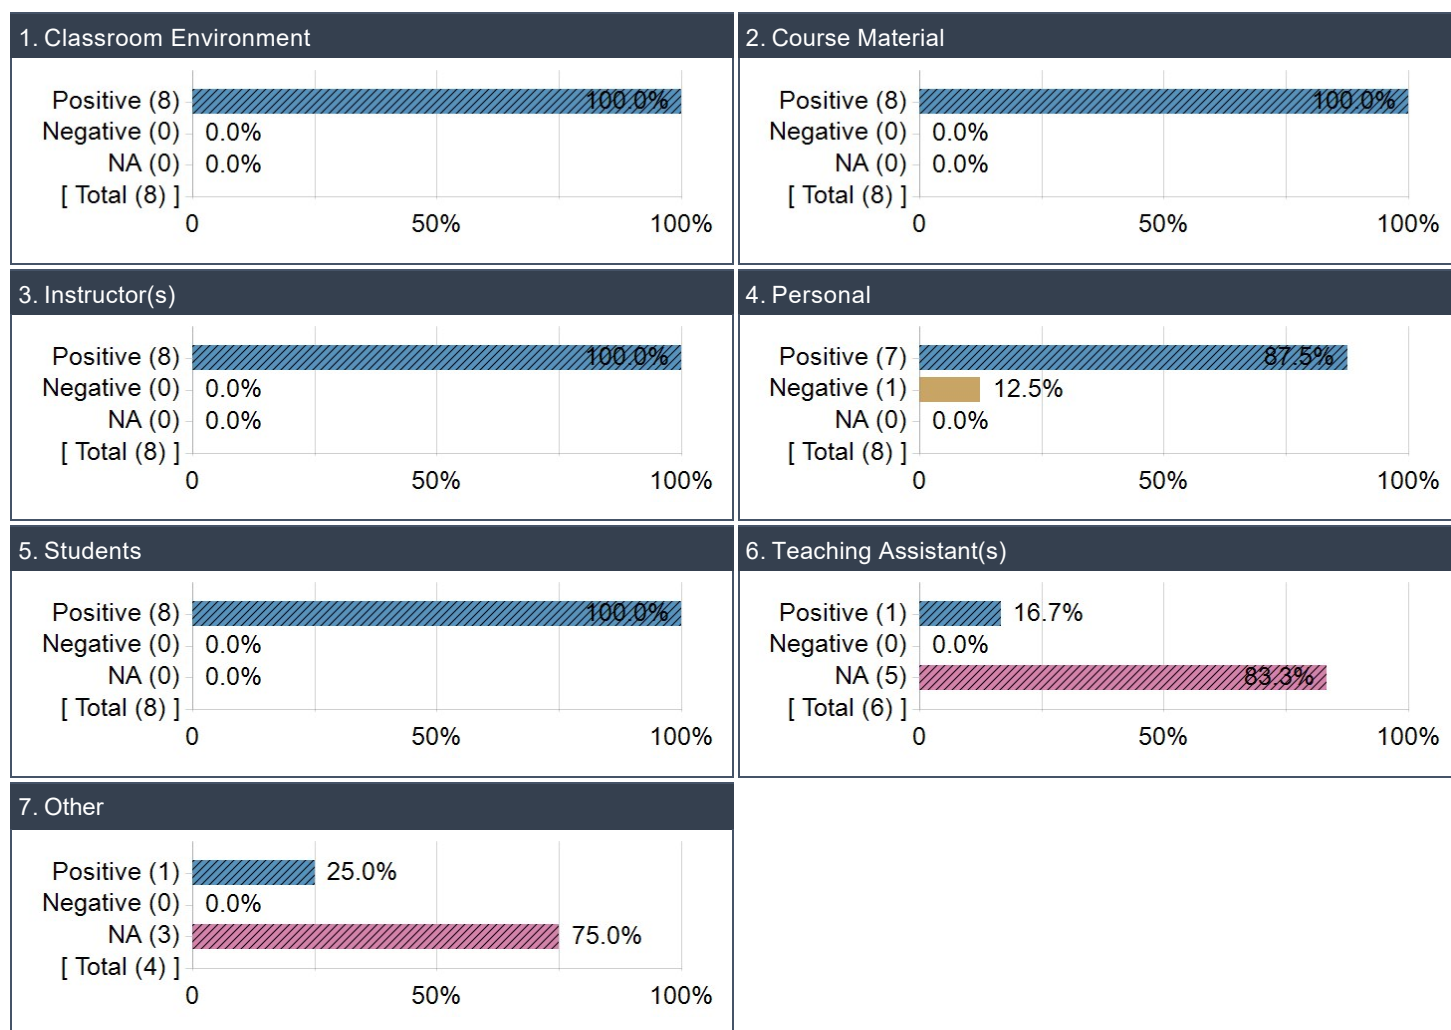 1. Classroom Environment
Positive (8) 100.0%
Negative (0) 0.0%
NA (0) 0.0%
[ Total (8) ]
0 50% 100%
2. Course Material
Positive (8) 100.0%
Negative (0) 0.0%
NA (0) 0.0%
[ Total (8) ]
0 50% 100%
3. Instructor(s)
Positive (8) 100.0%
Negative (0) 0.0%
NA (0) 0.0%
[ Total (8) ]
0 50% 100%
4. Personal
Positive (7) 87.5%
Negative (1) 12.5%
NA (0) 0.0%
[ Total (8) ]
0 50% 100%
5. Students
Positive (8) 100.0%
Negative (0) 0.0%
NA (0) 0.0%
[ Total (8) ]
0 50% 100%
6. Teaching Assistant(s)
Positive (1) 16.7%
Negative (0) 0.0%
NA (5) 83.3%
[ Total (6) ]
0 50% 100%
7. Other
Positive (1) 25.0%
Negative (0) 0.0%
NA (3) 75.0%
[ Total (4) ]
0 50% 100%